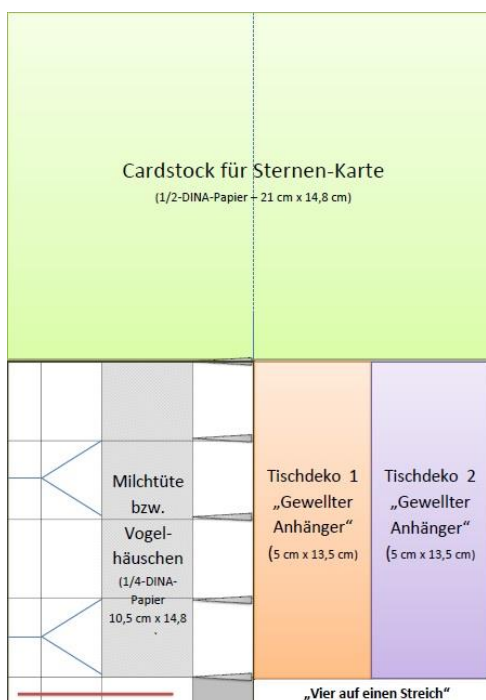 Cardstock für Sternen-Karte
(1/2-DINA-Papier – 21 cm x 14,8 cm)
Milchtüte
bzw.
Vogel-
häuschen
(1/4-DINA-
Papier
10,5 cm x 14,8
Tischdeko 1
„Gewellter
Anhänger“
(5 cm x 13,5 cm)
Tischdeko 2
„Gewellter
Anhänger“
(5 cm x 13,5 cm)
„Vier auf einen Streich“